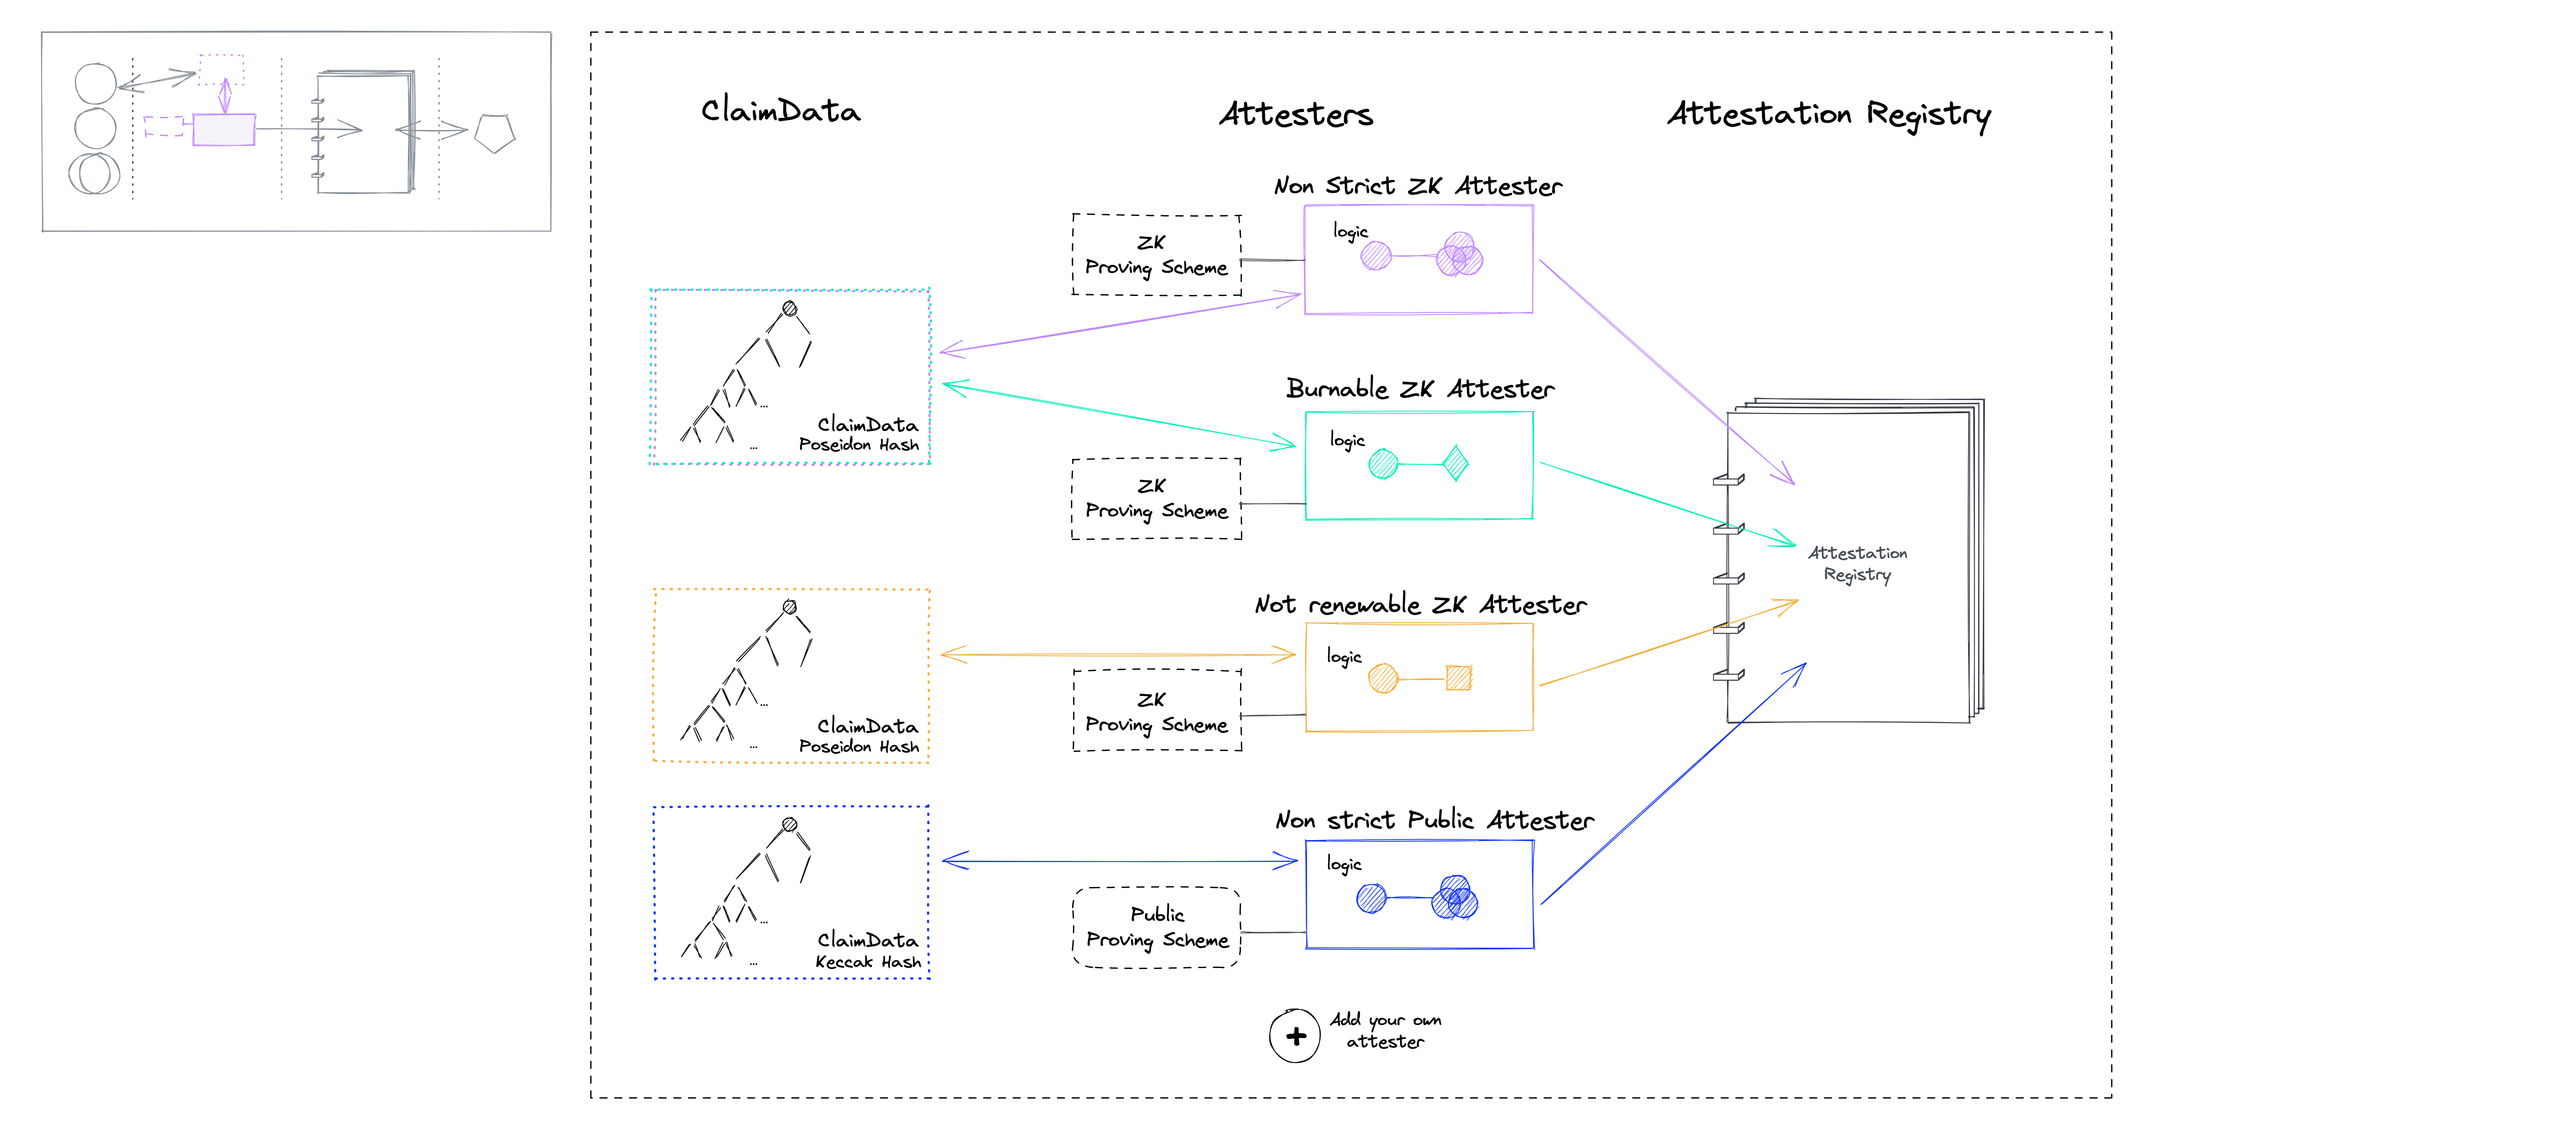 ClaimData
Attesters
Attestation Registry
Non Strict ZK Attester
logic
ZK
Proving Scheme
...
...
ClaimData
Poseidon Hash
Burnable ZK Attester
logic
ZK
Proving Scheme
Attestation
Registry
Not renewable ZK Attester
logic
ZK
Proving Scheme
...
...
ClaimData
Poseidon Hash
Non strict Public Attester
logic
Public
Proving Scheme
...
...
ClaimData
Keccak Hash
+
Add your own
attester